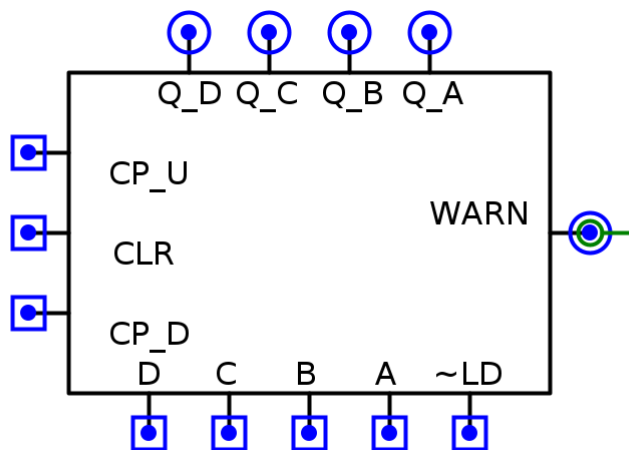 Q_D Q_C Q_B Q_A
CP_U
WARN
CLR
CP_D
D C B A ~LD